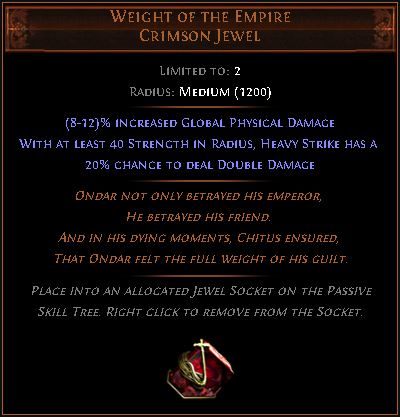 Weight of the Empire
Crimson Jewel
Limited to: 2
Radius: Medium (1200)
(8-12)% increased Global Physical Damage
With at least 40 Strength in Radius, Heavy Strike has a
20% chance to deal Double Damage
Ondar not only betrayed his emperor,
He betrayed his friend.
And in his dying moments, Chitus ensured,
That Ondar felt the full weight of his guilt.
Place into an allocated Jewel Socket on the Passive
Skill Tree. Right click to remove from the Socket.